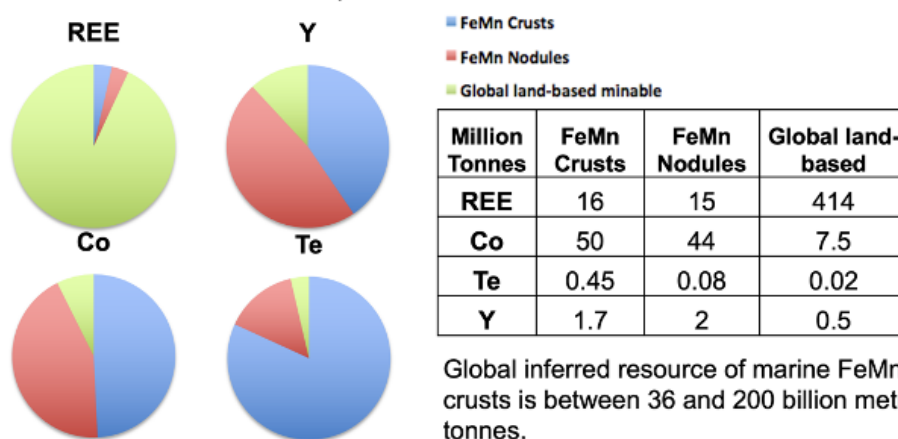 REE
Y
Co
Te
FeMn Crusts
FeMn Nodules
Global land-based minable
Million Tonnes FeMn Crusts FeMn Nodules Global land-based
REE 16 15 414
Co 50 44 7.5
Te 0.45 0.08 0.02
Y 1.7 2 0.5
Global inferred resource of marine FeMn
crusts is between 36 and 200 billion met
tonnes.